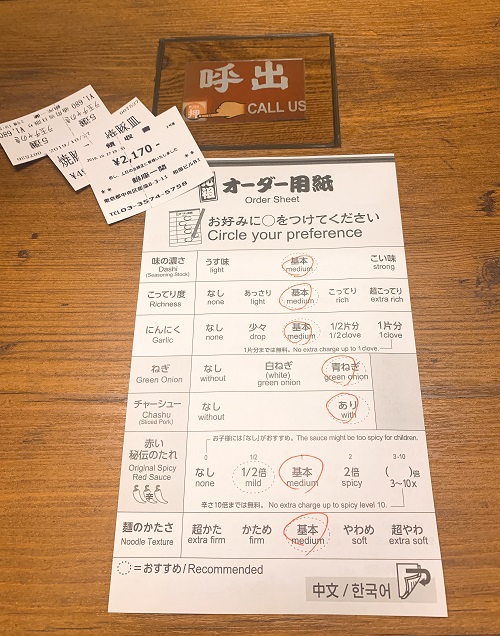 呼出
押
CALL US
¥1,680
¥2,170-
TEL03-3574-5758
オーダー用紙
Order Sheet
お好みに○をつけてください
Circle your preference
味の濃さ
Dashi
(Seasoning Stock)
うす味
light
基本
medium
こい味
strong
こってり度
Richness
なし
none
あっさり
light
基本
medium
こってり
rich
超こってり
extra rich
にんにく
Garlic
なし
none
少々
drop
基本
medium
1/2片分
1/2clove
1片分
1clove
1片分までは無料。No extra charge up to 1clove.
ねぎ
Green Onion
なし
without
白ねぎ
(white)
green onion
青ねぎ
green onion
チャーシュー
Chashu
(Sliced Pork)
なし
without
あり
with
赤い
秘伝のたれ
Original Spicy
Red Sauce
辛
お子様には「なし」がおすすめ。The sauce might be too spicy for children.
0
なし
none
1/2
1/2倍
mild
1
基本
medium
2
2倍
spicy
3-10
( )倍
3~10x
辛さ10倍までは無料。No extra charge up to spicy level 10.
麺のかたさ
Noodle Texture
超かた
extra firm
かため
firm
基本
medium
やわめ
soft
超やわ
extra soft
=おすすめ/Recommended
中文/한국어